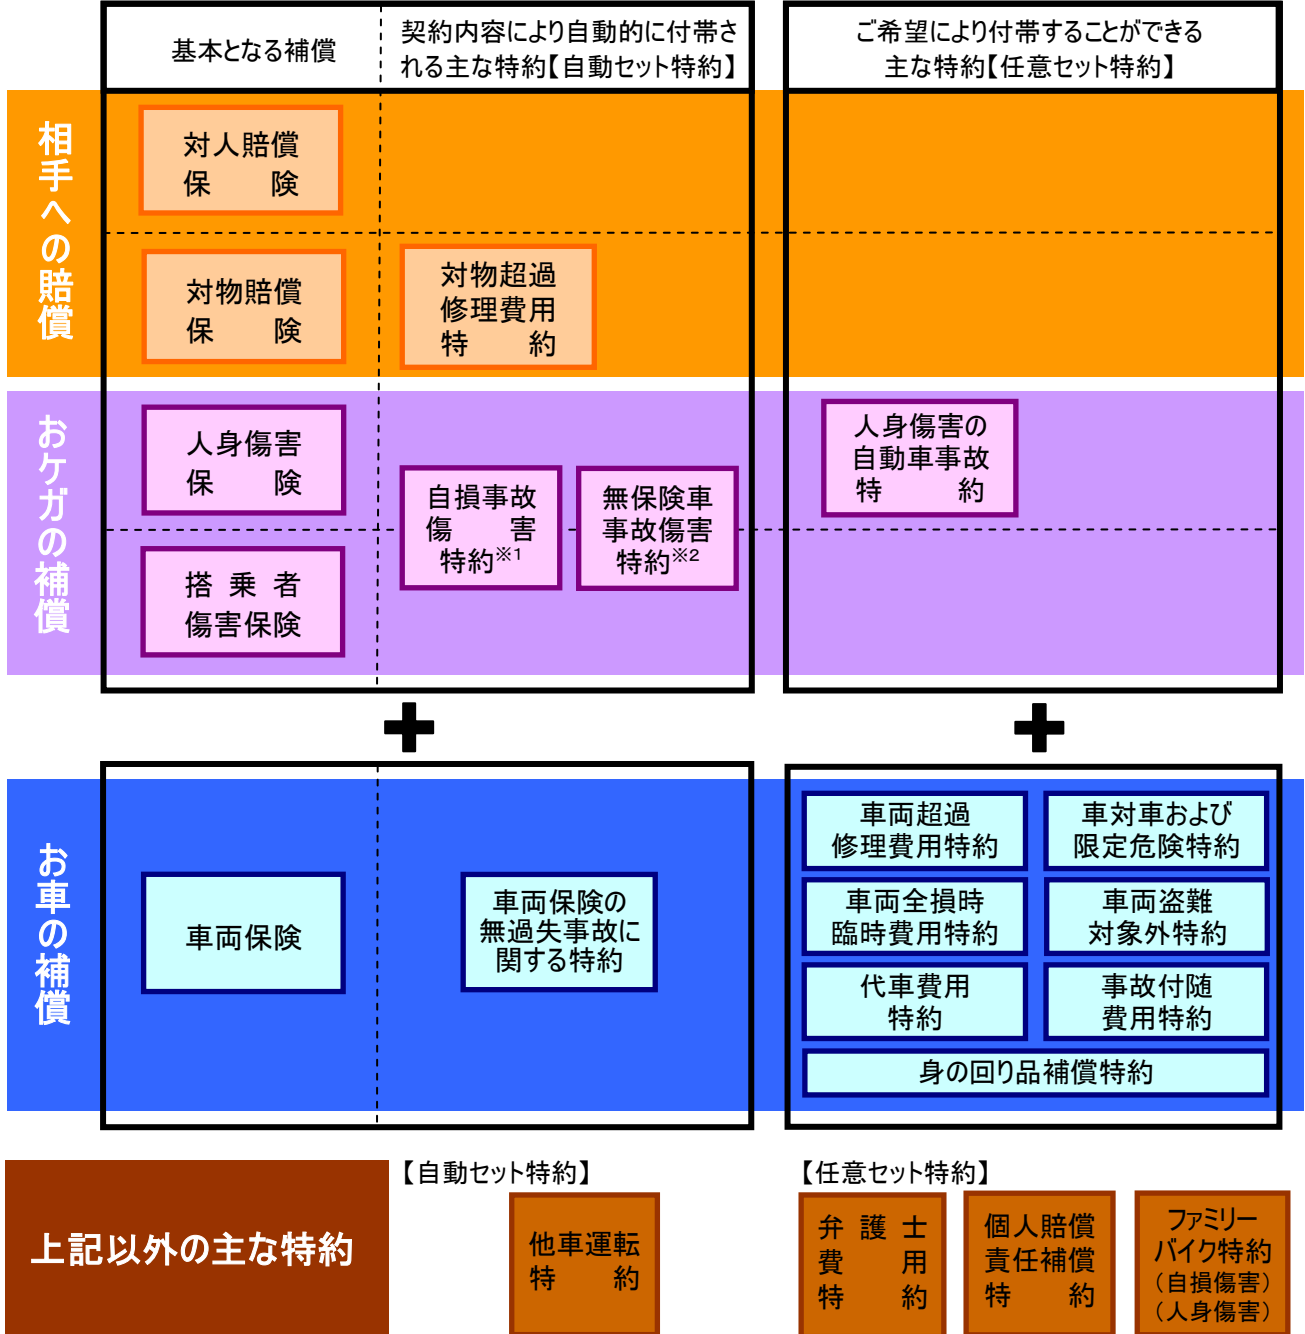 基本となる補償
契約内容により自動的に付帯さ
れる主な特約【自動セット特約】
ご希望により付帯することができる
主な特約【任意セット特約】
相手への賠償
対人賠償
保　　険
対物賠償
保　　険
対物超過
修理費用
特　　約
おケガの補償
人身傷害
保　　険
搭 乗 者
傷害保険
自損事故
傷　　害
特約※1
無保険車
事故傷害
特約※2
人身傷害の
自動車事故
特　　約
＋
＋
お車の補償
車両保険
車両保険の
無過失事故に
関する特約
車両超過
修理費用特約
車対車および
限定危険特約
車両全損時
臨時費用特約
車両盗難
対象外特約
代車費用
特約
事故付随
費用特約
身の回り品補償特約
上記以外の主な特約
【自動セット特約】
他車運転
特　　約
【任意セット特約】
弁 護 士
費　　用
特　　約
個人賠償
責任補償
特　　約
ファミリー
バイク特約
（自損傷害）
（人身傷害）